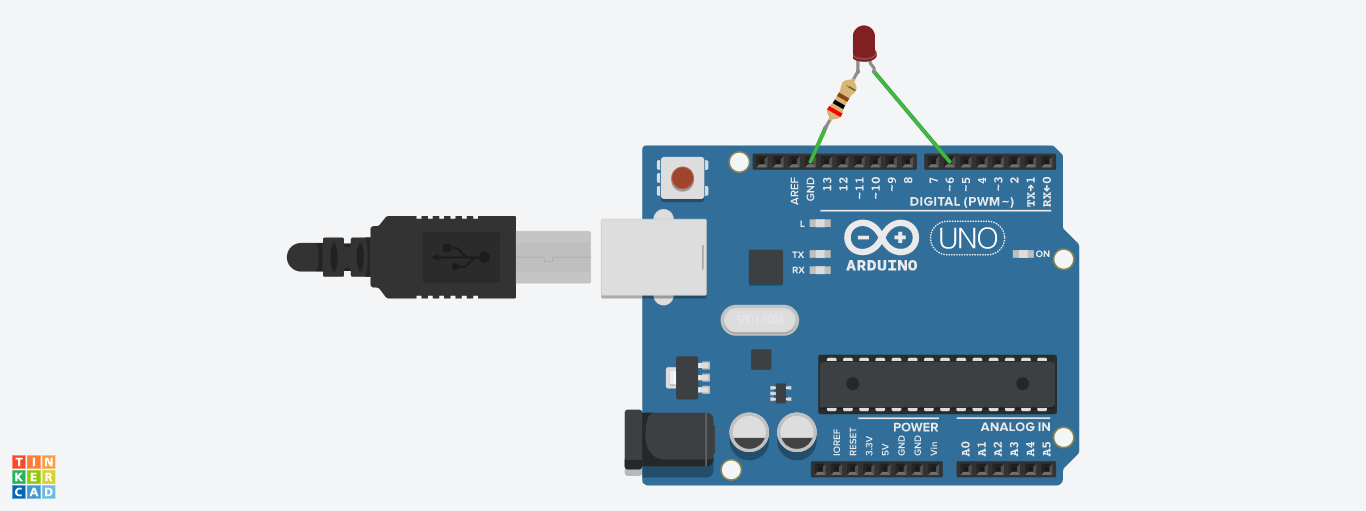 AREF
GND
13
12
~11
~10
~9
8
7
~6
~5
4
~3
2
TX→1
RX←0
DIGITAL (PWM~)
L
TX
RX
UNO
ARDUINO
ON
POWER
ANALOG IN
IOREF
RESET
3.3V
5V
GND
GND
Vin
A0
A1
A2
A3
A4
A5
TIN
KER
CAD